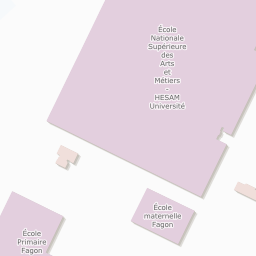 École
Nationale
Supérieure
des
Arts
et
Métiers
-
HESAM
Université
École
maternelle
Fagon
École
Primaire
Fagon